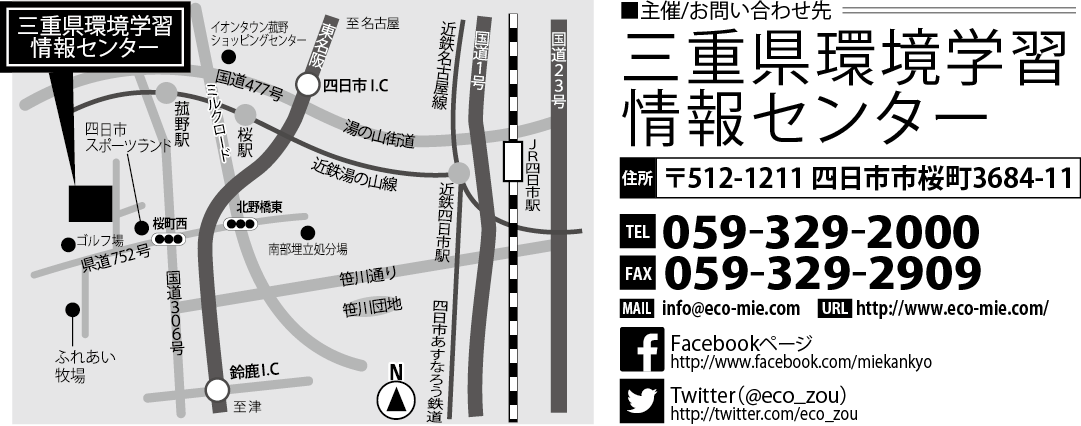 三重県環境学習
情報センター
イオンタウン菰野
ショッピングセンター
東名阪
至名古屋
近鉄名古屋線
国道1号
国道23号
国道477号
四日市I.C
ミルクロード
菰野駅
桜駅
湯の山街道
四日市
スポーツランド
近鉄湯の山線
JR四日市駅
近鉄四日市駅
桜町西
北野橋東
ゴルフ場
県道752号
南部埋立処分場
国道306号
笹川通り
笹川団地
四日市あすなろう鉄道
ふれあい
牧場
鈴鹿I.C
至津
N
■主催/お問い合わせ先
三重県環境学習
情報センター
住所 〒512-1211 四日市市桜町3684-11
TEL 059-329-2000
FAX 059-329-2909
MAIL info@eco-mie.com URL http://www.eco-mie.com/
Facebookページ
http://www.facebook.com/miekankyo
Twitter(@eco_zou)
http://twitter.com/eco_zou